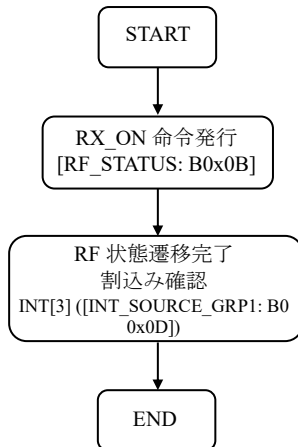 START
RX_ON 命令発行
[RF_STATUS: B0x0B]
RF 状態遷移完了
割込み確認
INT[3] ([INT_SOURCE_GRP1: B0
0x0D])
END